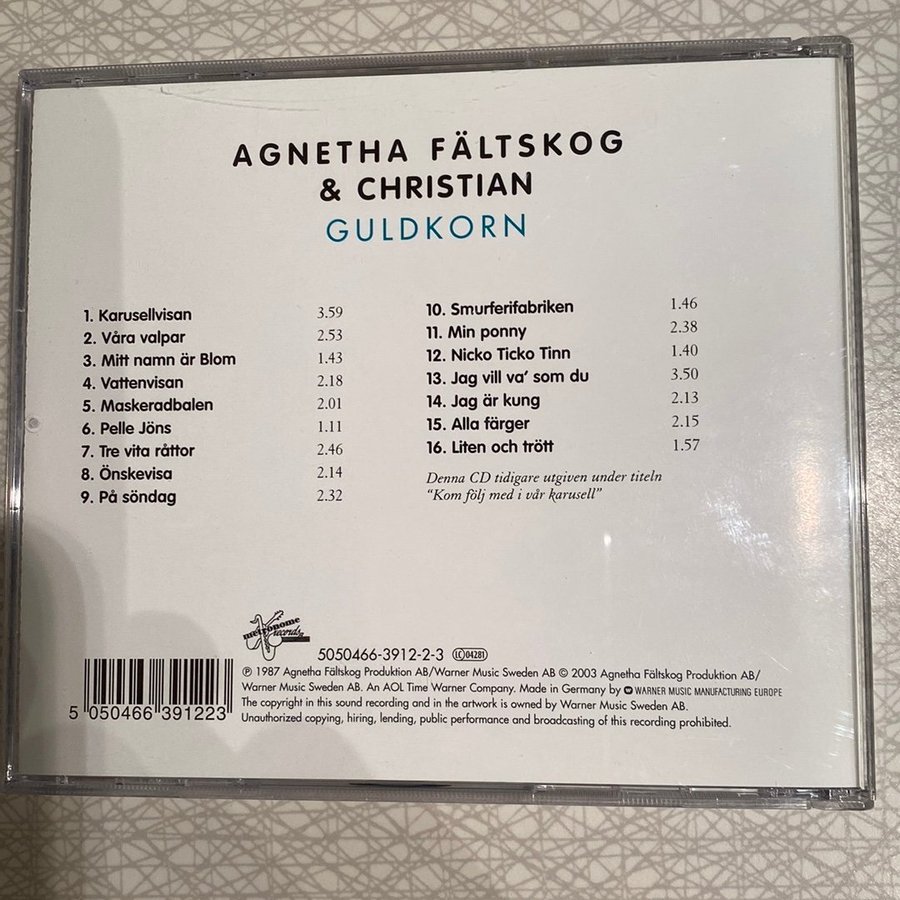 AGNETHA FÄLTSKOG
& CHRISTIAN
GULDKORN
1. Karusellvisan 3.59
2. Våra valpar 2.53
3. Mitt namn är Blom 1.43
4. Vattenvisan 2.18
5. Maskeradbalen 2.01
6. Pelle Jöns 1.11
7. Tre vita råttor 2.46
8. Önskevisa 2.14
9. På söndag 2.32
10. Smurferifabriken 1.46
11. Min ponny 2.38
12. Nicko Ticko Tinn 1.40
13. Jag vill va' som du 3.50
14. Jag är kung 2.13
15. Alla färger 2.15
16. Liten och trött 1.57
Denna CD tidigare utgiven under titeln
"Kom följ med i vår karusell"
metronome
records
5050466-3912-2-3 LC 04281
℗ 1987 Agnetha Fältskog Produktion AB/Warner Music Sweden AB © 2003 Agnetha Fältskog Produktion AB/
Warner Music Sweden AB. An AOL Time Warner Company. Made in Germany by WARNER MUSIC MANUFACTURING EUROPE
The copyright in this sound recording and in the artwork is owned by Warner Music Sweden AB.
Unauthorized copying, hiring, lending, public performance and broadcasting of this recording prohibited.
5 050466 391223